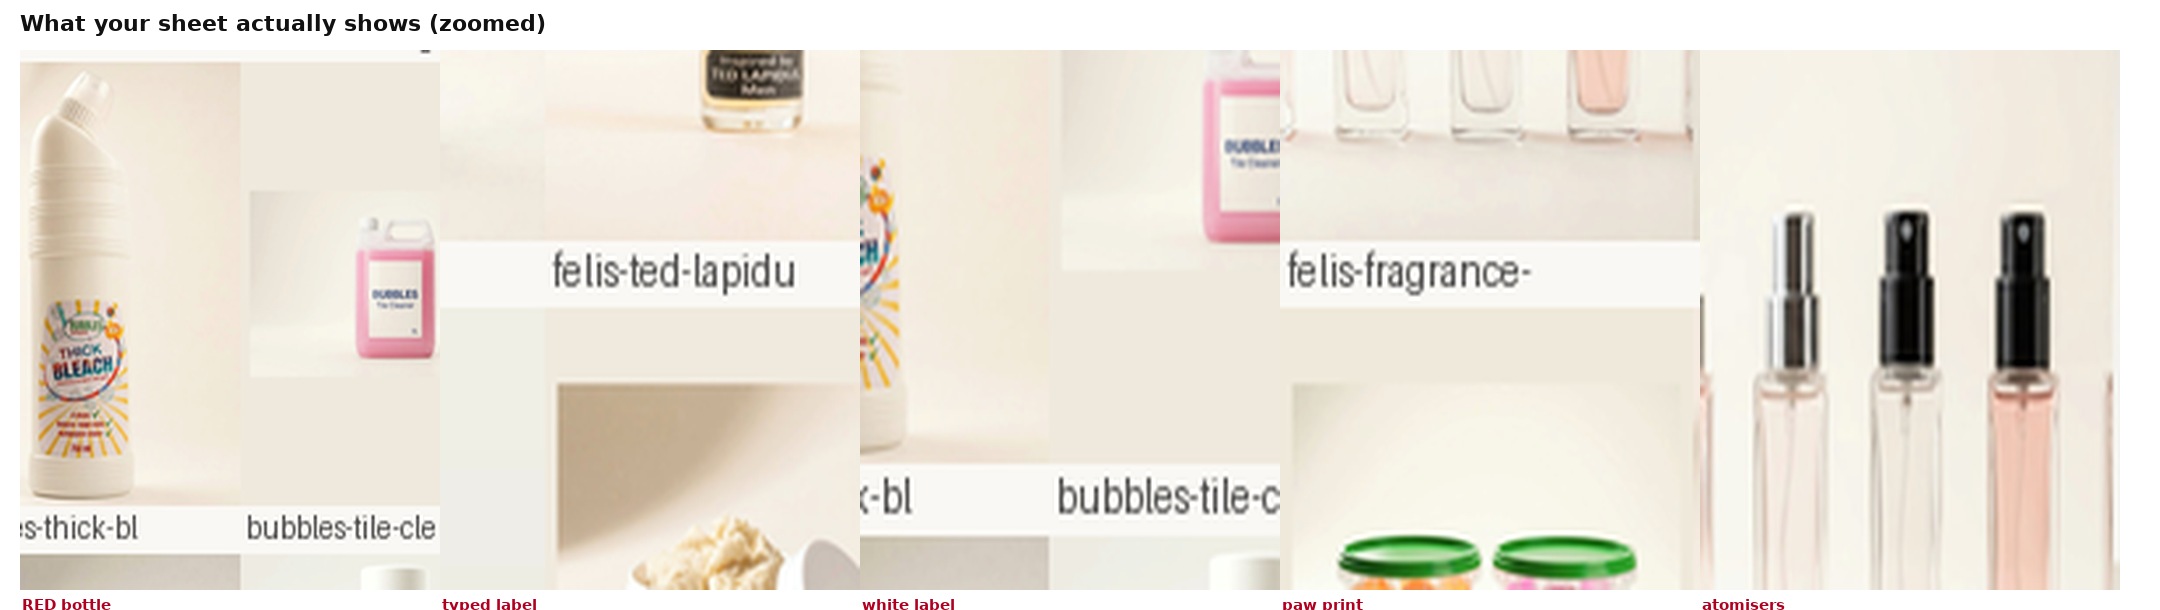 What your sheet actually shows (zoomed)
THICK
BLEACH
BUBBLES
Tile Cleaner
es-thick-bl
bubbles-tile-cle
RED bottle
Inspired by
TED LAPIDUS
Men
felis-ted-lapidu
typed label
BUBBLES
Tile Cleaner
k-bl
bubbles-tile-c
white label
felis-fragrance-
paw print
atomisers